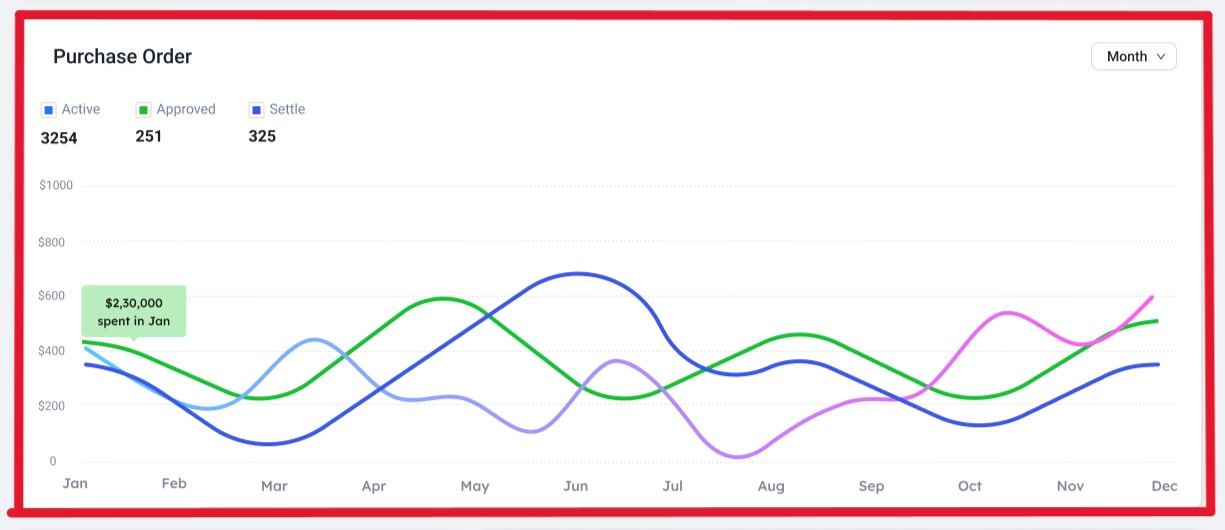 Purchase Order
Month
Active Approved Settle
3254 251 325
$1000
$800
$600
$2,30,000
spent in Jan
$400
$200
0
Jan Feb Mar Apr May Jun Jul Aug Sep Oct Nov Dec